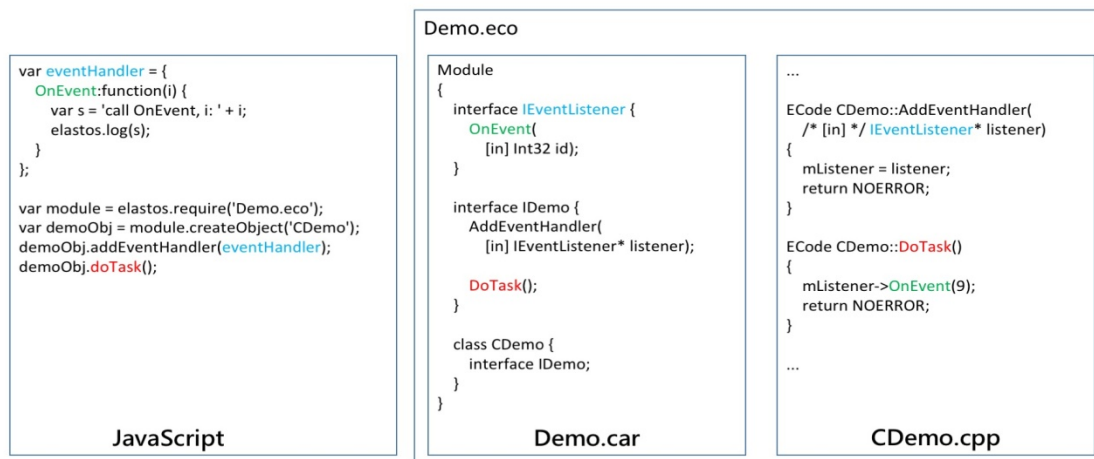 Demo.eco
var eventHandler = {
OnEvent:function(i) {
var s = 'call OnEvent, i: ' + i;
elastos.log(s);
}
};
var module = elastos.require('Demo.eco');
var demoObj = module.createObject('CDemo');
demoObj.addEventHandler(eventHandler);
demoObj.doTask();
JavaScript
Module
{
interface IEventListener {
OnEvent(
[in] Int32 id);
}
interface IDemo {
AddEventHandler(
[in] IEventListener* listener);
DoTask();
}
class CDemo {
interface IDemo;
}
}
Demo.car
...
ECode CDemo::AddEventHandler(
/* [in] */ IEventListener* listener)
{
mListener = listener;
return NOERROR;
}
ECode CDemo::DoTask()
{
mListener->OnEvent(9);
return NOERROR;
}
...
CDemo.cpp